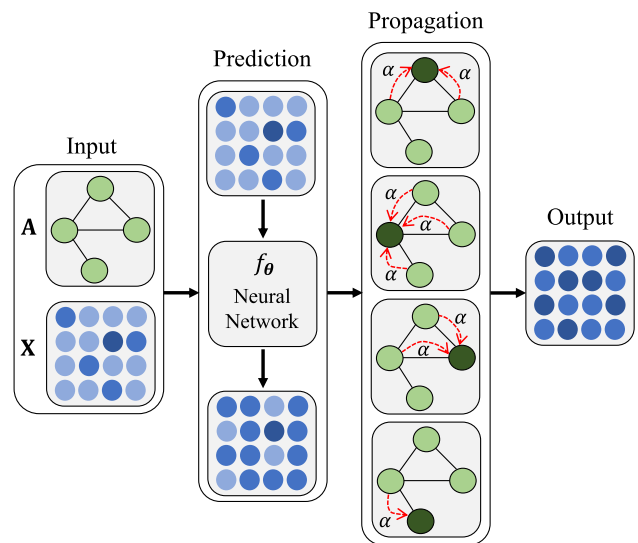 Input
A
X
Prediction
f_θ
Neural
Network
Propagation
α
α
α
α
α
α
α
α
Output